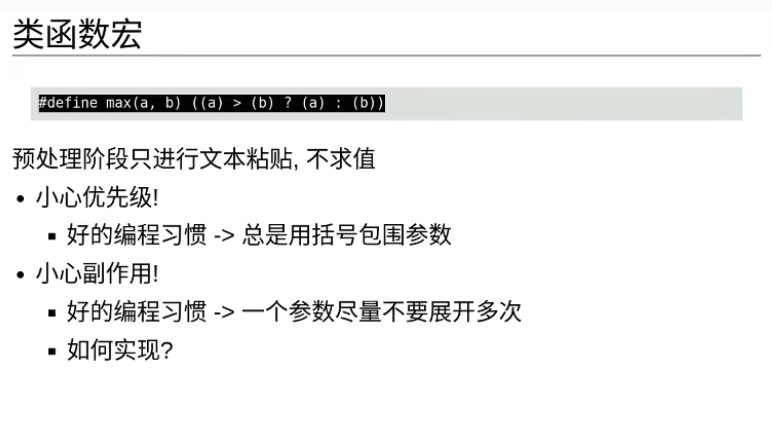 类函数宏
#define max(a, b) ((a) > (b) ? (a) : (b))
预处理阶段只进行文本粘贴, 不求值
• 小心优先级!
▪ 好的编程习惯 -> 总是用括号包围参数
• 小心副作用!
▪ 好的编程习惯 -> 一个参数尽量不要展开多次
▪ 如何实现?